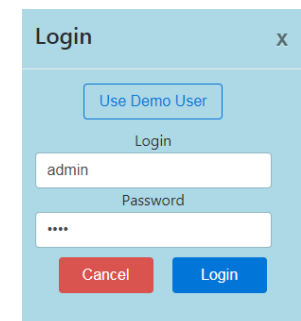 Login x
Use Demo User
Login
admin
Password
••••
Cancel Login